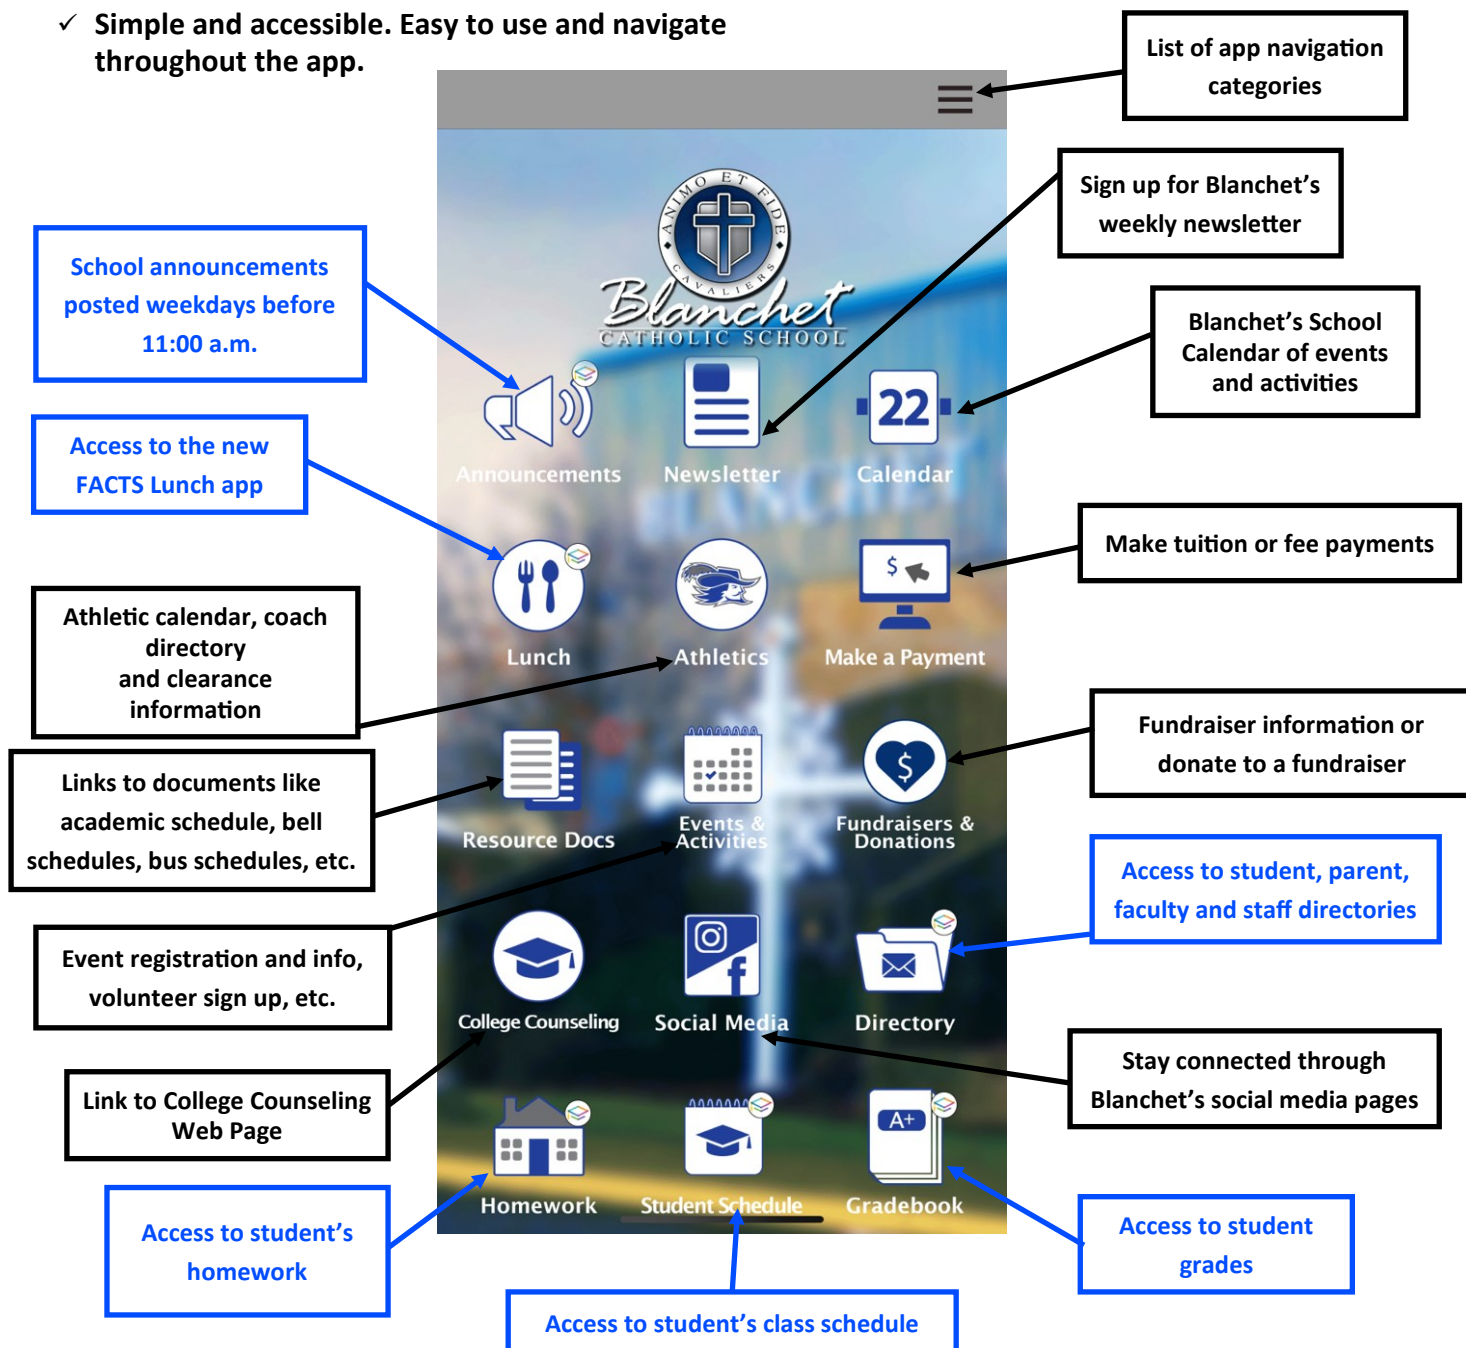 ✓ Simple and accessible. Easy to use and navigate
throughout the app.
List of app navigation
categories
Sign up for Blanchet’s
weekly newsletter
ANIMO ET FIDE
CAVALIERS
Blanchet
CATHOLIC SCHOOL
School announcements
posted weekdays before
11:00 a.m.
Blanchet’s School
Calendar of events
and activities
22
Announcements
Newsletter
Calendar
BLANCHET
Access to the new
FACTS Lunch app
$
Make tuition or fee payments
Lunch
Athletics
Make a Payment
Athletic calendar, coach
directory
and clearance
information
Fundraiser information or
donate to a fundraiser
$
Links to documents like
academic schedule, bell
schedules, bus schedules, etc.
Resource Docs
Events &
Activities
Fundraisers &
Donations
Access to student, parent,
faculty and staff directories
Event registration and info,
volunteer sign up, etc.
f
College Counseling
Social Media
Directory
Stay connected through
Blanchet’s social media pages
Link to College Counseling
Web Page
A+
Homework
Student Schedule
Gradebook
Access to student’s
homework
Access to student
grades
Access to student’s class schedule